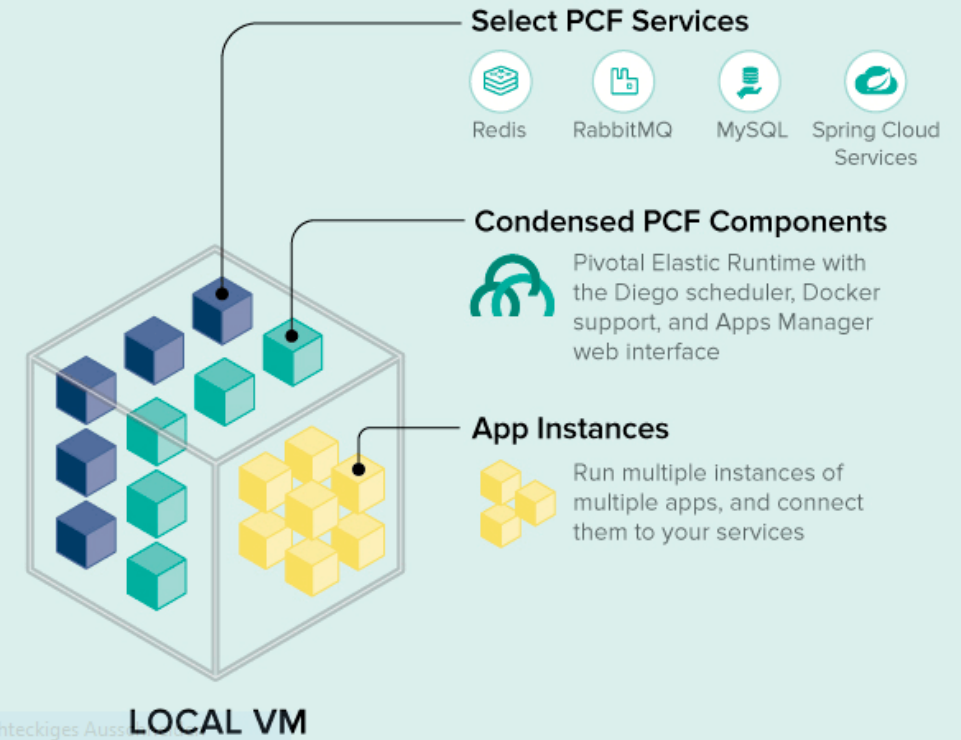 Select PCF Services
Redis
RabbitMQ
MySQL
Spring Cloud
Services
Condensed PCF Components
Pivotal Elastic Runtime with
the Diego scheduler, Docker
support, and Apps Manager
web interface
App Instances
Run multiple instances of
multiple apps, and connect
them to your services
LOCAL VM